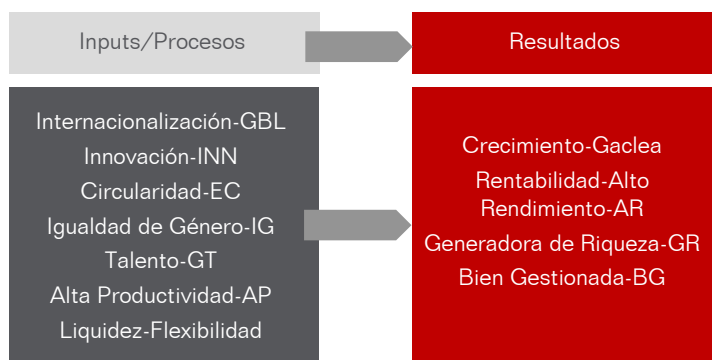 Inputs/Procesos
Resultados
Internacionalización-GBL
Innovación-INN
Circularidad-EC
Igualdad de Género-IG
Talento-GT
Alta Productividad-AP
Liquidez-Flexibilidad
Crecimiento-Gaclea
Rentabilidad-Alto
Rendimiento-AR
Generadora de Riqueza-GR
Bien Gestionada-BG